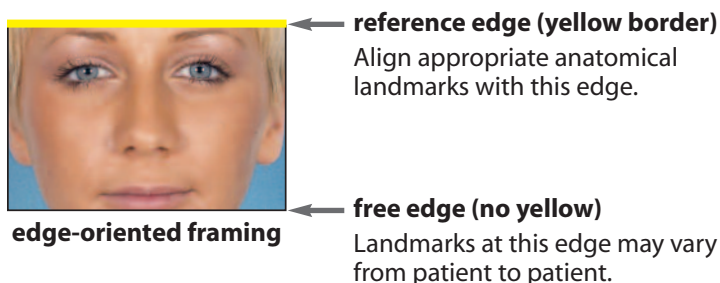 reference edge (yellow border)
Align appropriate anatomical
landmarks with this edge.
free edge (no yellow)
edge-oriented framing
Landmarks at this edge may vary
from patient to patient.